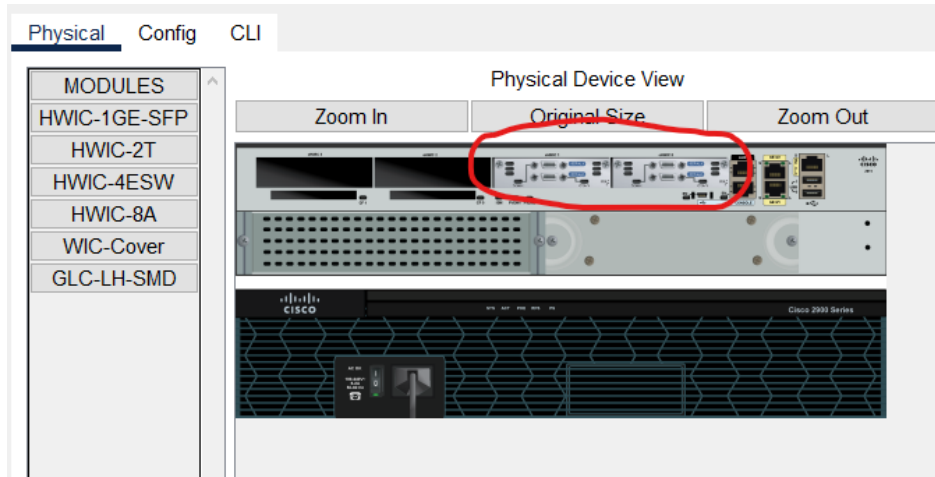 Physical Config CLI
MODULES
HWIC-1GE-SFP
HWIC-2T
HWIC-4ESW
HWIC-8A
WIC-Cover
GLC-LH-SMD
Physical Device View
Zoom In Original Size Zoom Out
CISCO
CISCO
Cisco 2900 Series